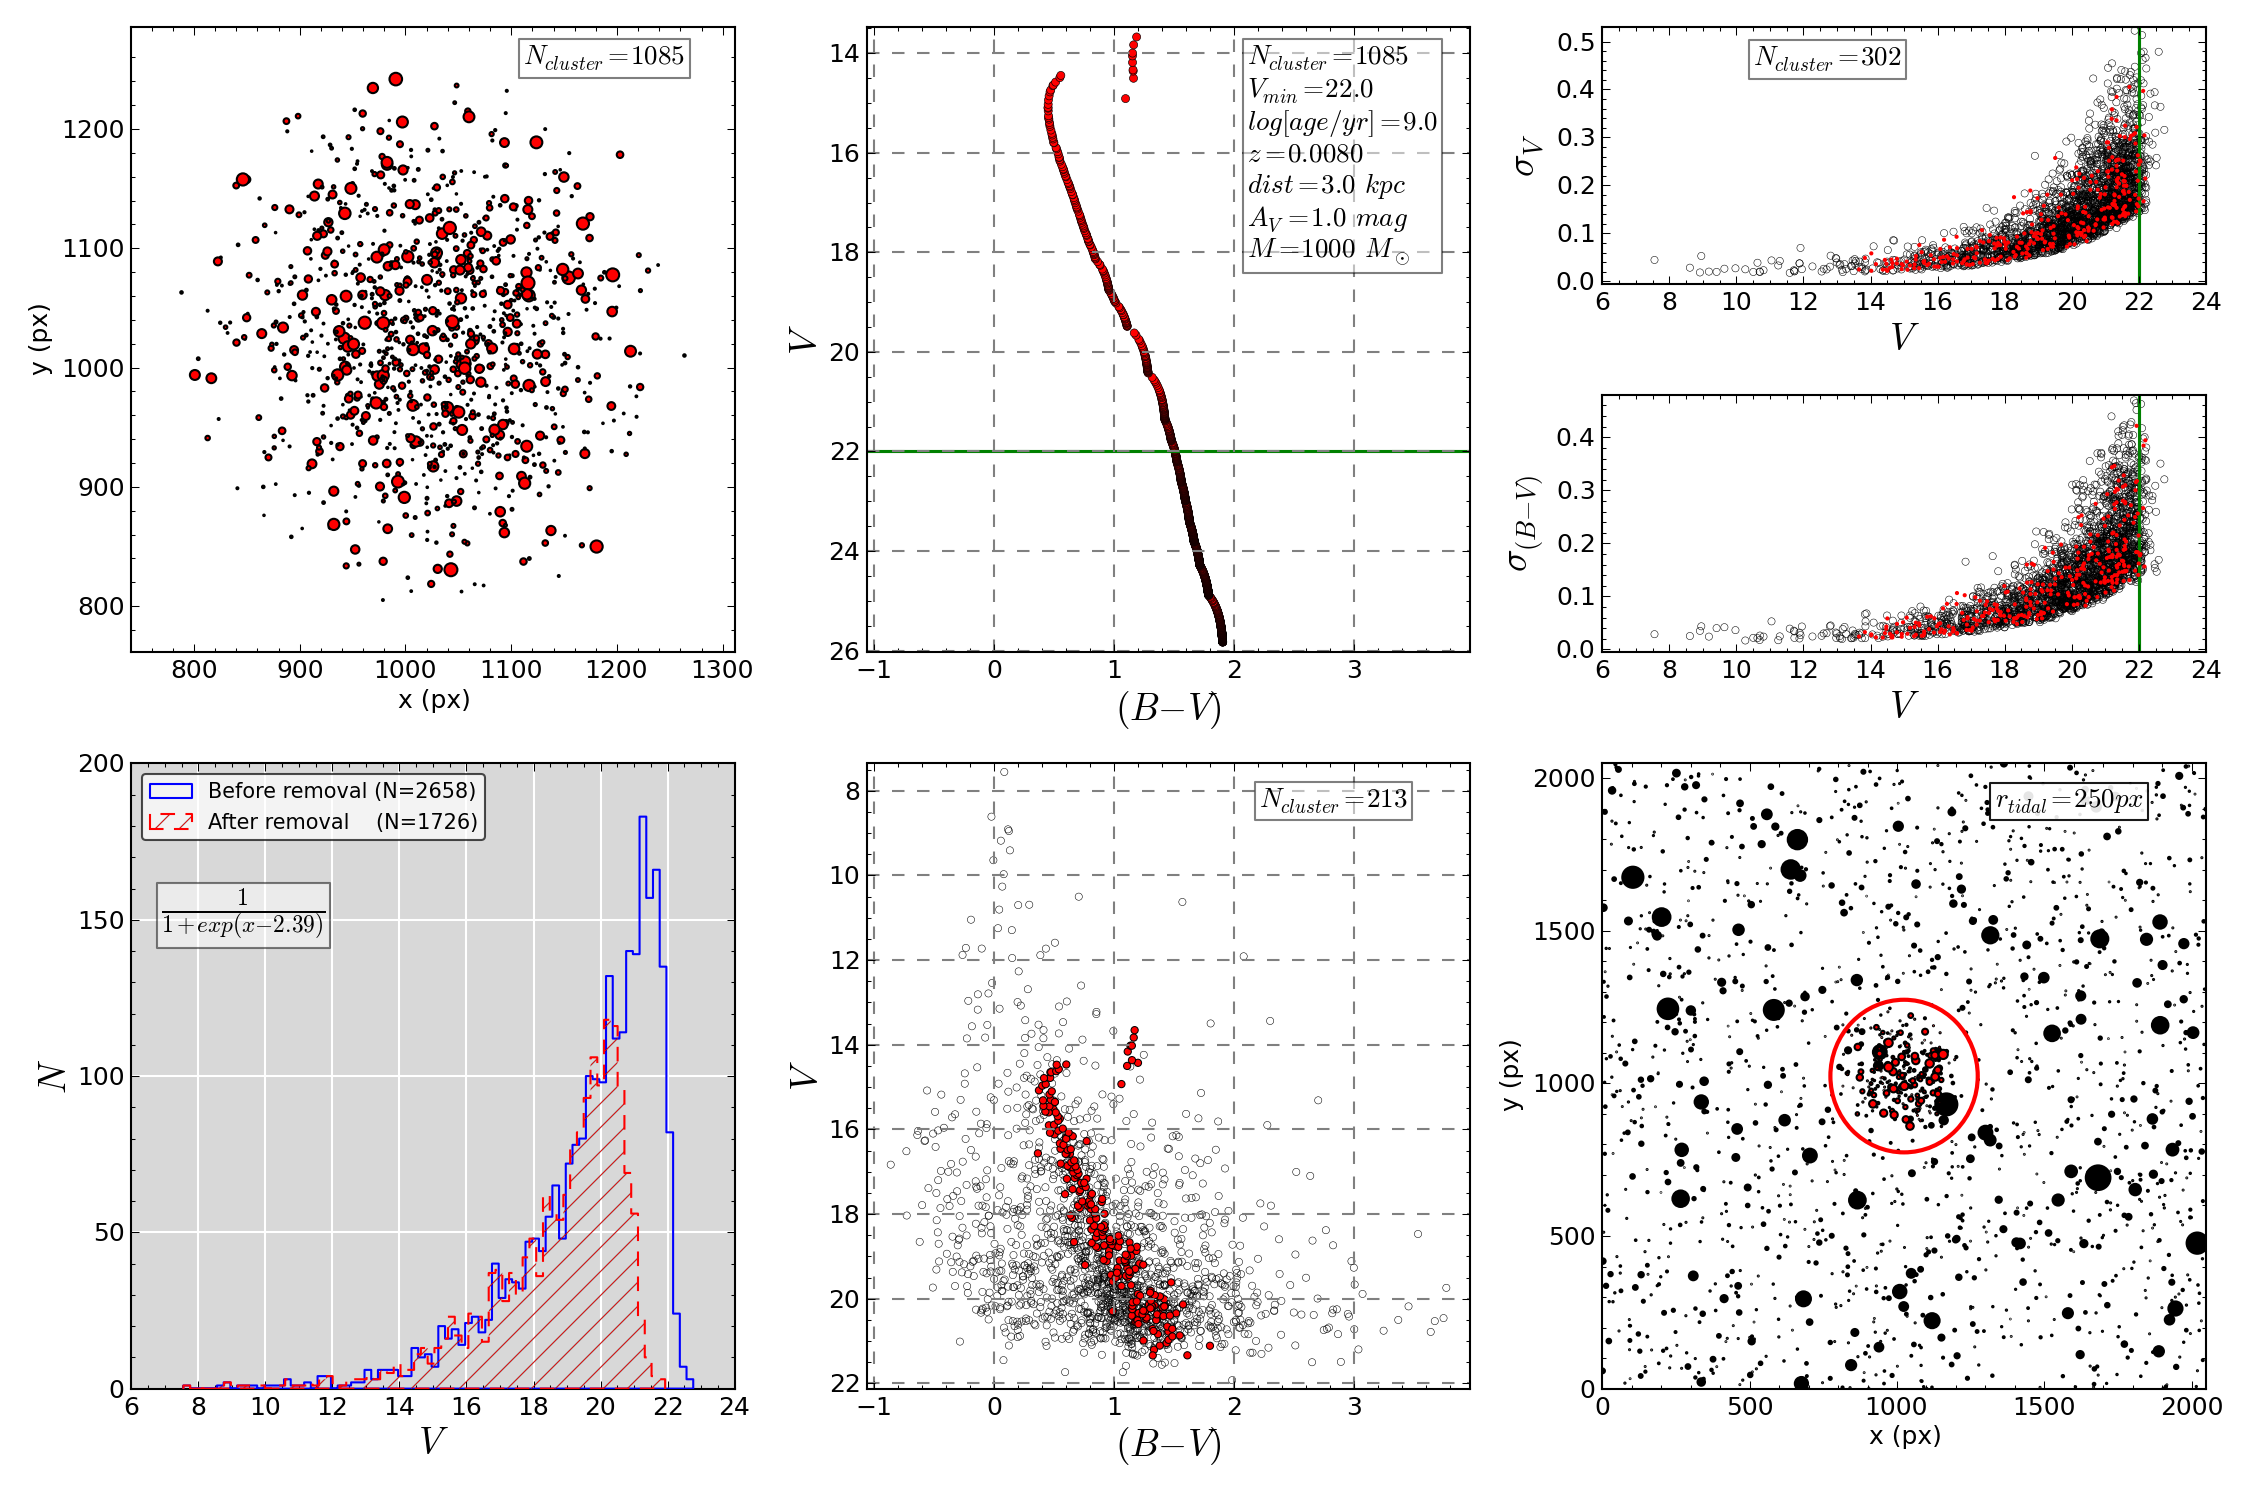 N_cluster=1085
1200
1100
1000
900
800
y (px)
800 900 1000 1100 1200 1300
x (px)
N_cluster=1085
V_min=22.0
log[age/yr]=9.0
z=0.0080
dist=3.0 kpc
A_V=1.0 mag
M=1000 M_⊙
14
16
18
20
22
24
26
V
−1 0 1 2 3
(B−V)
N_cluster=302
0.5
0.4
0.3
0.2
0.1
0.0
σ_V
6 8 10 12 14 16 18 20 22 24
V
0.4
0.3
0.2
0.1
0.0
σ_(B−V)
6 8 10 12 14 16 18 20 22 24
V
Before removal (N=2658)
After removal (N=1726)
1
1+exp(x−2.39)
200
150
100
50
0
N
6 8 10 12 14 16 18 20 22 24
V
N_cluster=213
8
10
12
14
16
18
20
22
V
−1 0 1 2 3
(B−V)
r_tidal=250px
2000
1500
1000
500
0
y (px)
0 500 1000 1500 2000
x (px)